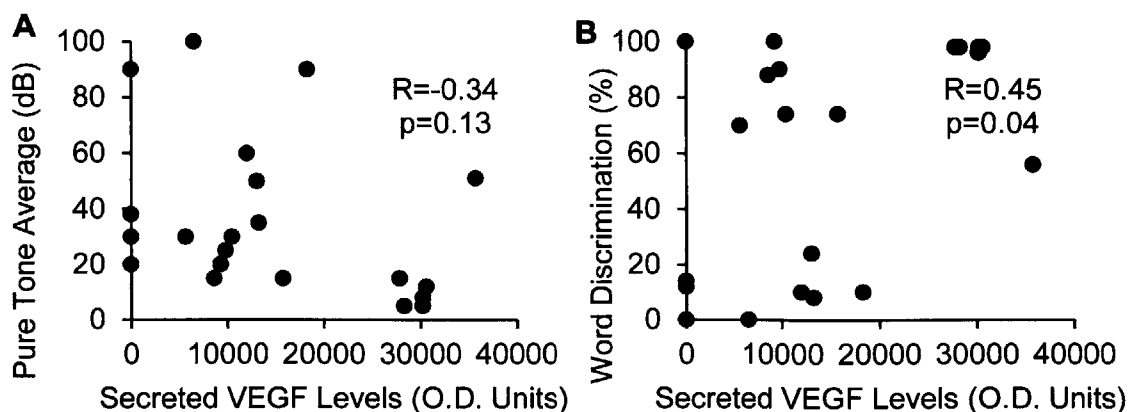 A
Pure Tone Average (dB)
100
80
60
40
20
0
R=-0.34
p=0.13
0 10000 20000 30000 40000
Secreted VEGF Levels (O.D. Units)
B
Word Discrimination (%)
100
80
60
40
20
0
R=0.45
p=0.04
0 10000 20000 30000 40000
Secreted VEGF Levels (O.D. Units)